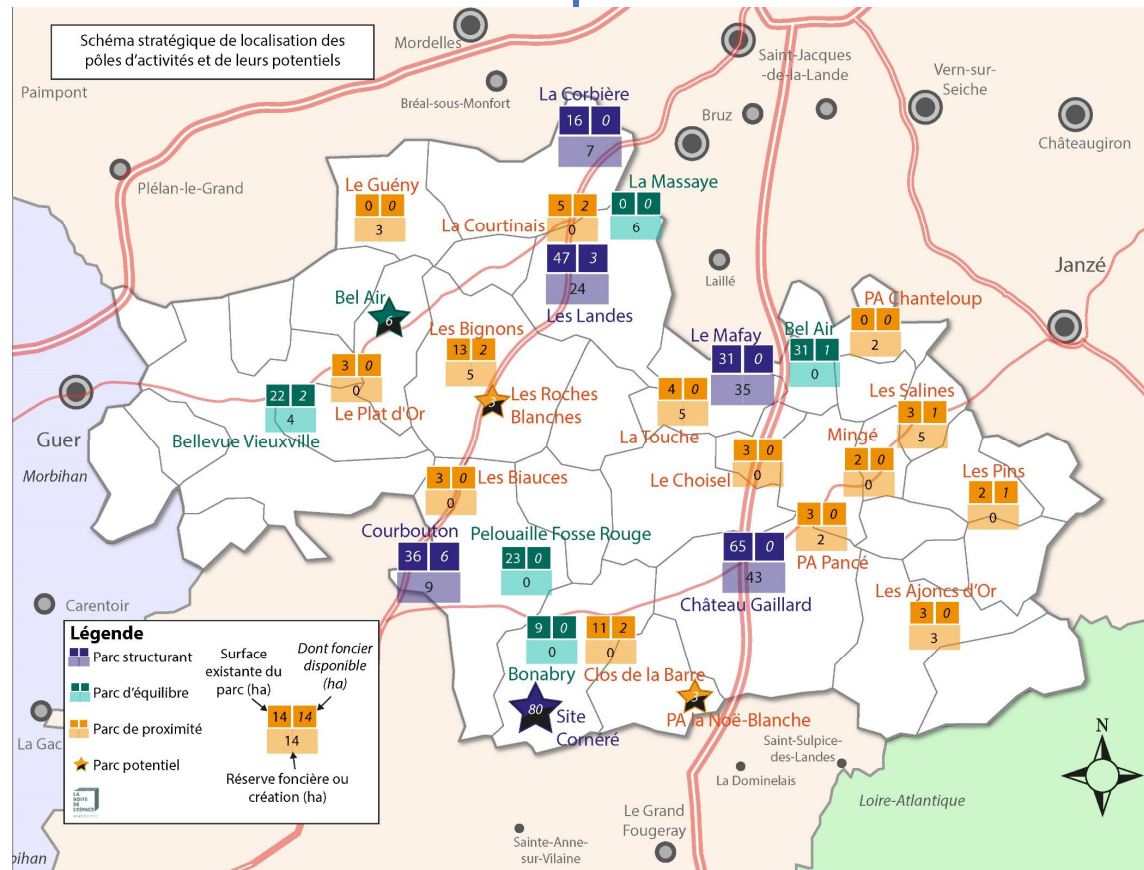 Schéma stratégique de localisation des
pôles d'activités et de leurs potentiels
Mordelles
Saint-Jacques
-de-la-Lande
Vern-sur-
Seiche
Paimpont
Bréal-sous-Monfort
La Corbière
16 0
7
Bruz
Châteaugiron
Plélan-le-Grand
Le Guény
0 0
3
La Massaye
0 0
6
La Courtinais
5 2
0
47 3
24
Les Landes
Laillé
Janzé
Bel Air
6
PA Chanteloup
0 0
2
Les Bignons
13 2
5
Le Mafay
31 0
35
Bel Air
31 1
0
3 0
0
Le Plat d'Or
22 2
4
Bellevue Vieuxville
3
Les Roches
Blanches
4 0
5
La Touche
Les Salines
3 1
5
Guer
Morbihan
Mingé
2 0
0
3 0
0
Le Choisel
Les Biauces
3 0
0
Les Pins
2 1
0
3 0
2
PA Pancé
Courbouton
36 6
9
Pelouaille Fosse Rouge
23 0
0
65 0
43
Château Gaillard
Les Ajoncs d'Or
3 0
3
Carentoir
9 0
0
Bonabry
11 2
0
Clos de la Barre
80
Site
Corneré
3
PA la Noë-Blanche
Légende
Parc structurant
Parc d'équilibre
Parc de proximité
Parc potentiel
Surface
existante du
parc (ha)
Dont foncier
disponible
(ha)
14 14
14
Réserve foncière ou
création (ha)
LA
BOITE
DE
L'ESPACE
La Gac
Saint-Sulpice-
des-Landes
La Dominelais
N
Loire-Atlantique
Le Grand
Fougeray
Sainte-Anne-
sur-Vilaine
bihan